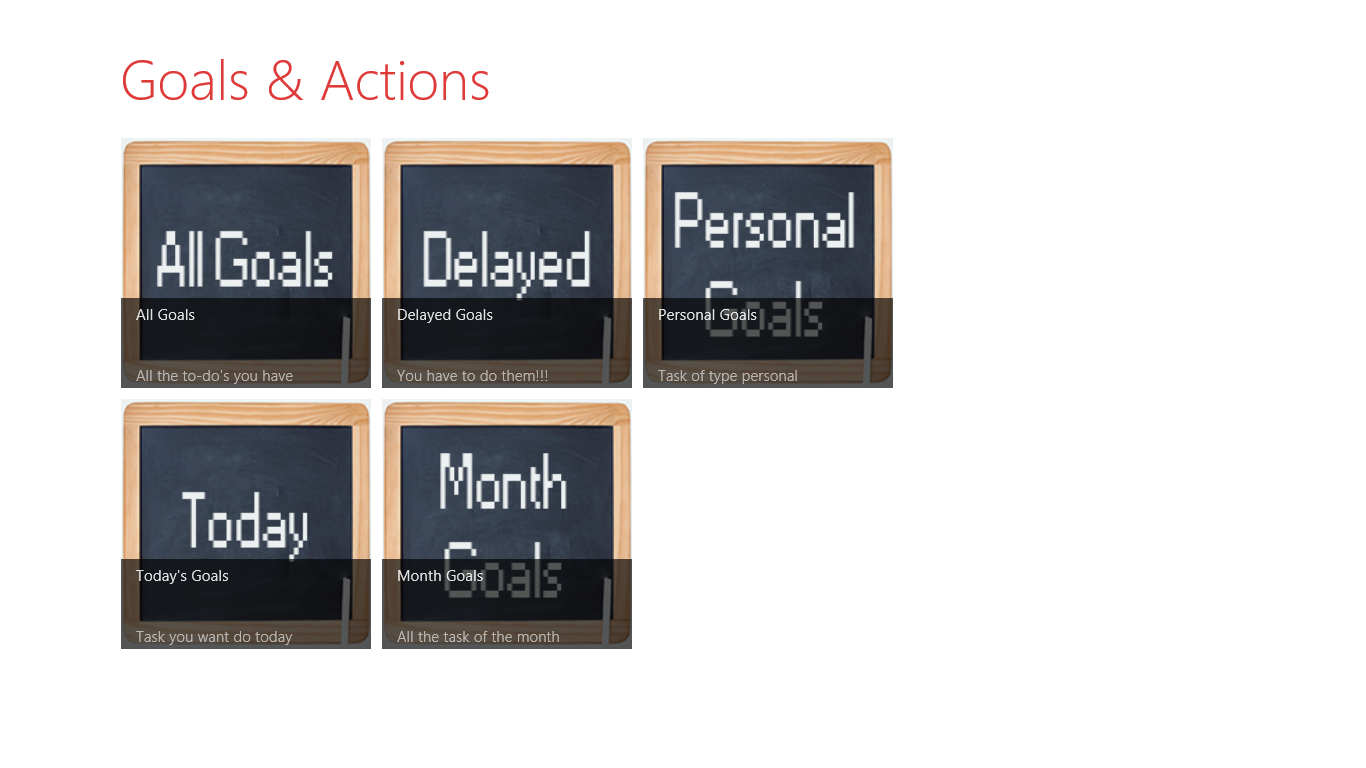 Goals & Actions
All Goals
All Goals
All the to-do's you have
Delayed
Delayed Goals
You have to do them!!!
Personal
Goals
Personal Goals
Task of type personal
Today
Today's Goals
Task you want do today
Month
Goals
Month Goals
All the task of the month